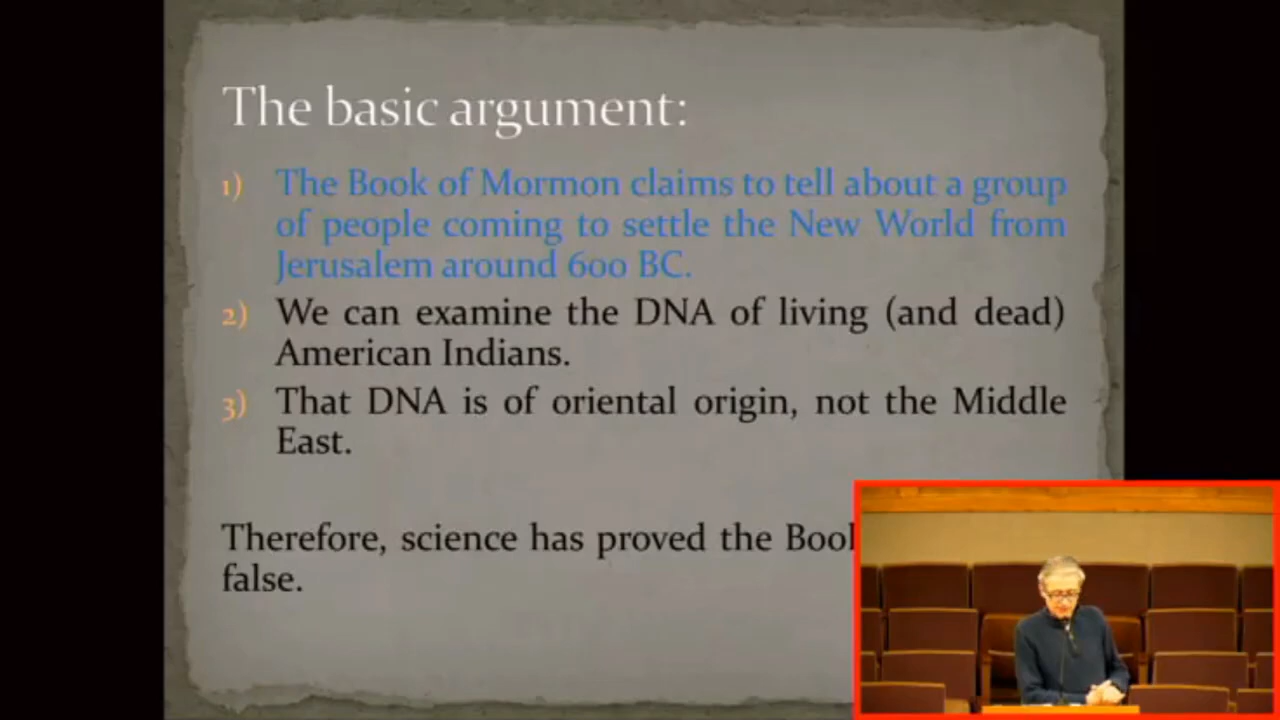 The basic argument:
1) The Book of Mormon claims to tell about a group
of people coming to settle the New World from
Jerusalem around 600 BC.
2) We can examine the DNA of living (and dead)
American Indians.
3) That DNA is of oriental origin, not the Middle
East.
Therefore, science has proved the
false.